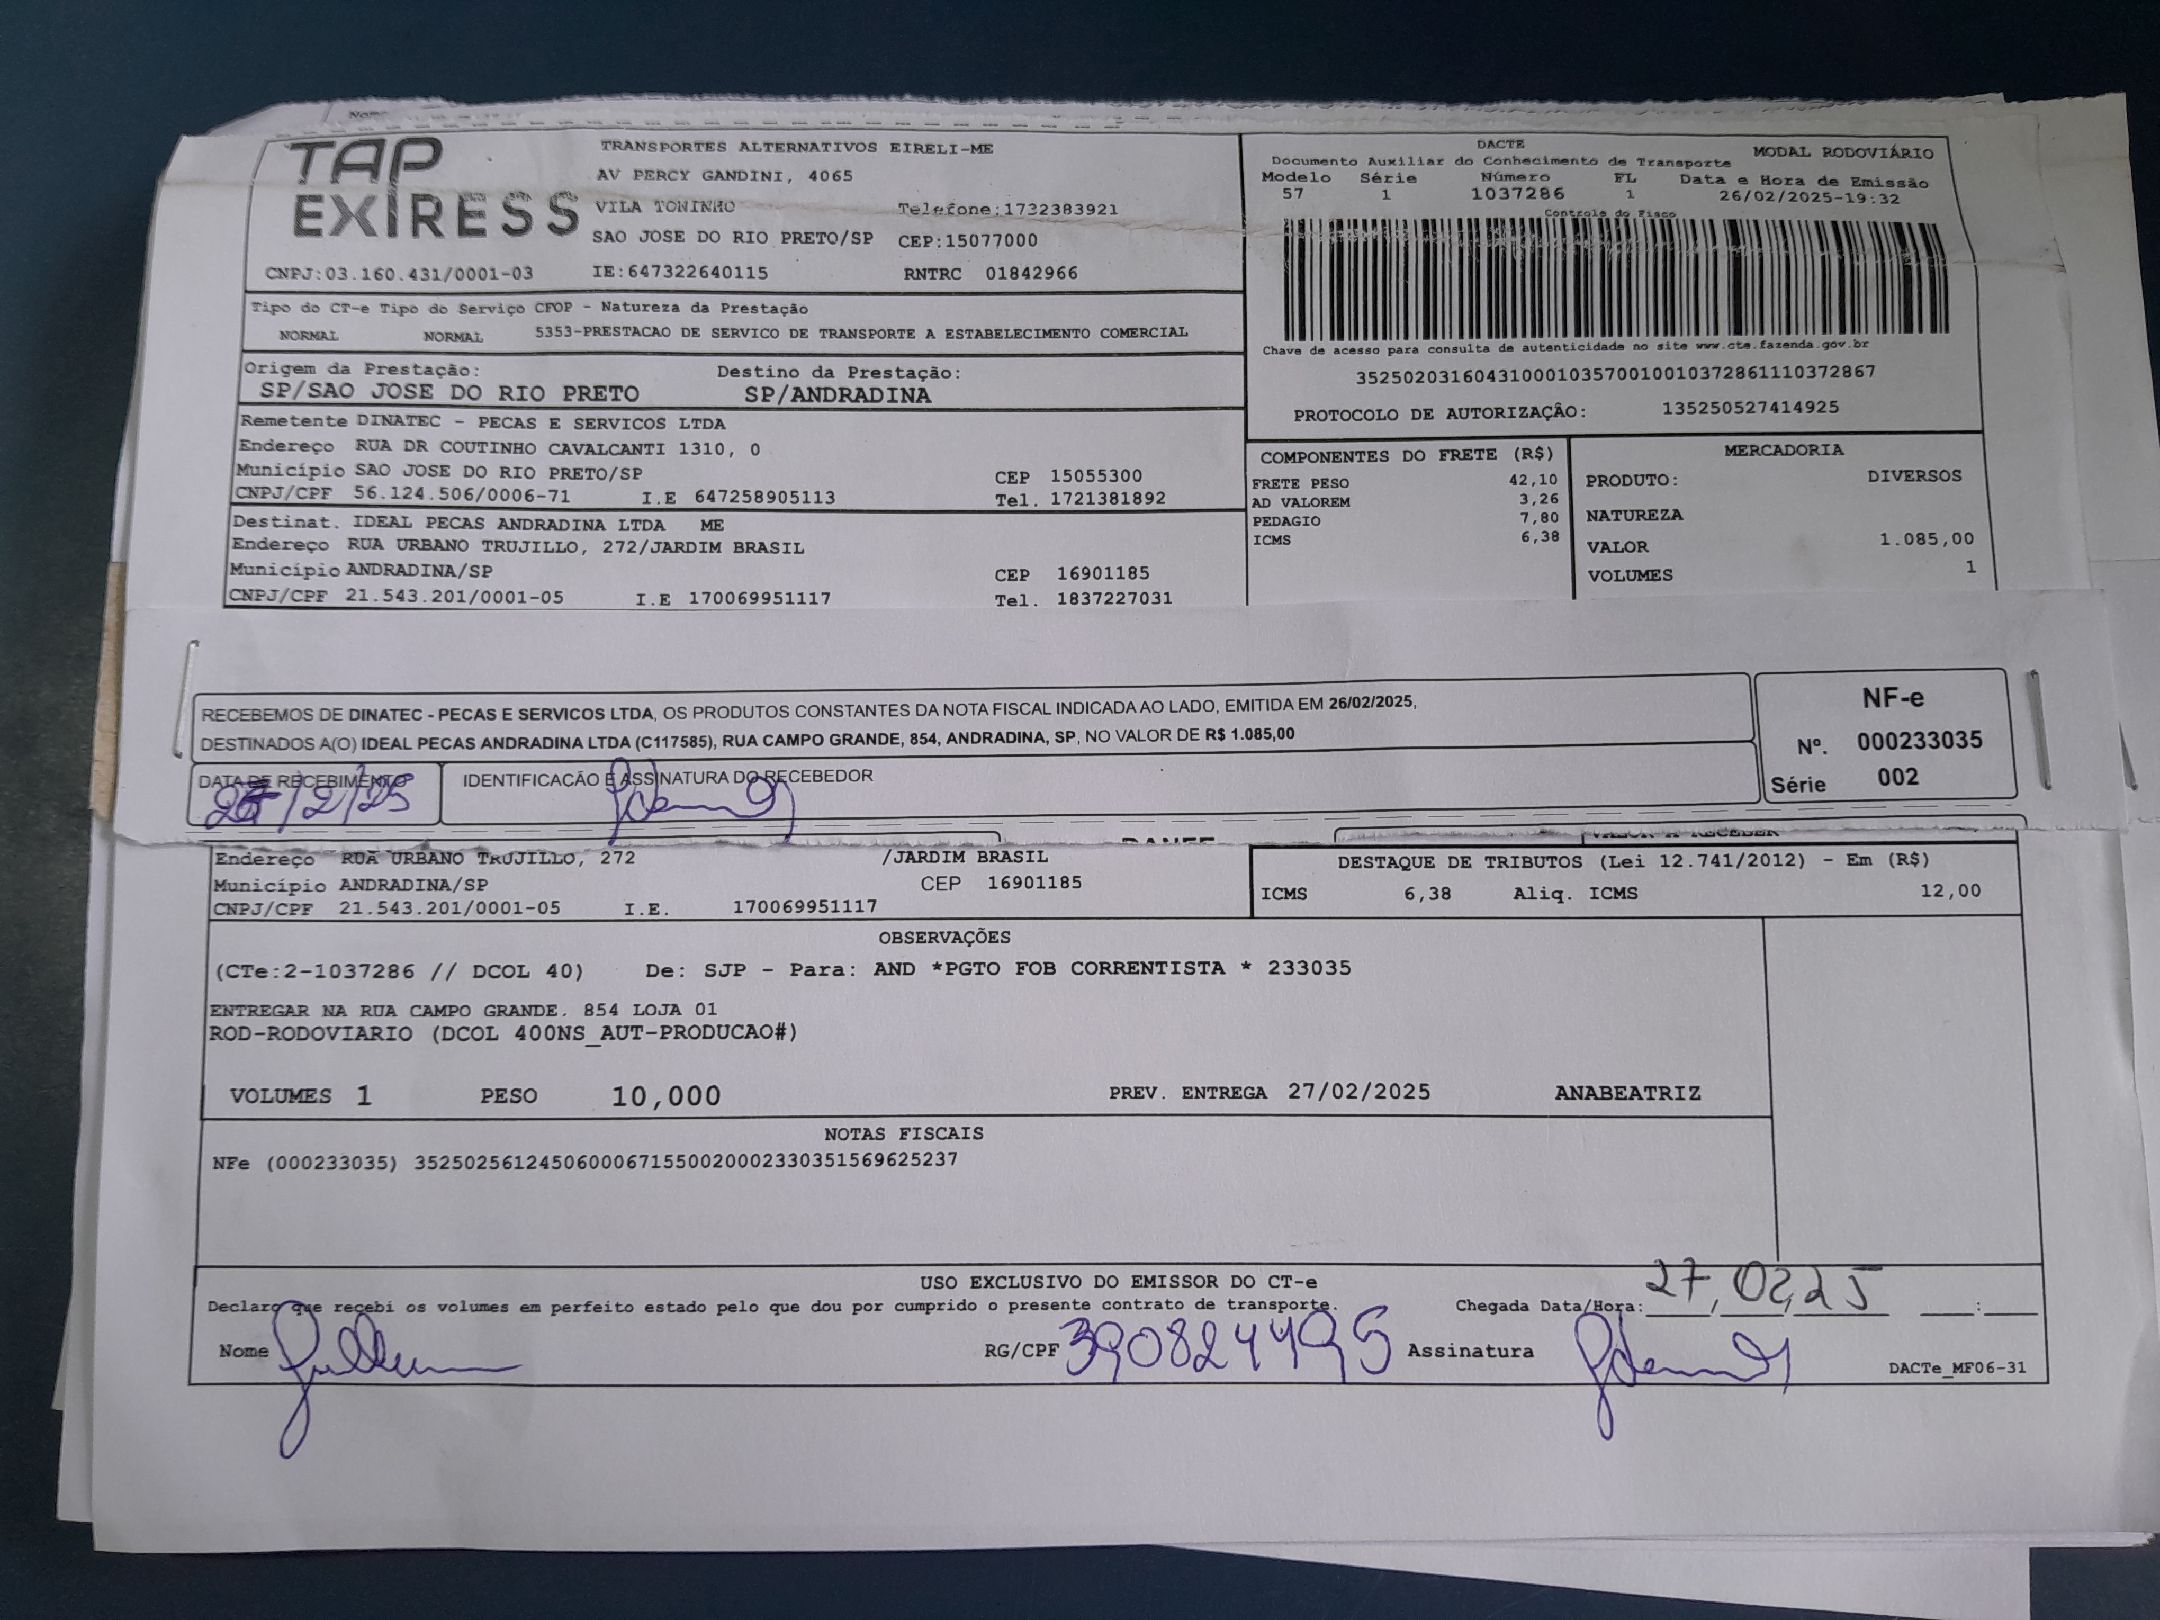 TAP
EXIRESS
TRANSPORTES ALTERNATIVOS EIRELI-ME
AV PERCY GANDINI, 4065
VILA TONINHO Telefone:1732383921
SAO JOSE DO RIO PRETO/SP CEP:15077000
CNPJ:03.160.431/0001-03 IE:647322640115 RNTRC 01842966
DACTE
Documento Auxiliar do Conhecimento de Transporte MODAL RODOVIÁRIO
Modelo Série Número FL Data e Hora de Emissão
57 1 1037286 1 26/02/2025-19:32
Controle do Fisco
Chave de acesso para consulta de autenticidade no site www.cte.fazenda.gov.br
35250203160431000103570010010372861110372867
PROTOCOLO DE AUTORIZAÇÃO: 135250527414925
Tipo do CT-e Tipo do Serviço CFOP - Natureza da Prestação
NORMAL NORMAL 5353-PRESTACAO DE SERVICO DE TRANSPORTE A ESTABELECIMENTO COMERCIAL
Origem da Prestação: Destino da Prestação:
SP/SAO JOSE DO RIO PRETO SP/ANDRADINA
Remetente DINATEC - PECAS E SERVICOS LTDA
Endereço RUA DR COUTINHO CAVALCANTI 1310, 0
Município SAO JOSE DO RIO PRETO/SP CEP 15055300
CNPJ/CPF 56.124.506/0006-71 I.E 647258905113 Tel. 1721381892
Destinat. IDEAL PECAS ANDRADINA LTDA ME
Endereço RUA URBANO TRUJILLO, 272/JARDIM BRASIL
Município ANDRADINA/SP CEP 16901185
CNPJ/CPF 21.543.201/0001-05 I.E 170069951117 Tel. 1837227031
COMPONENTES DO FRETE (R$)
FRETE PESO 42,10
AD VALOREM 3,26
PEDAGIO 7,80
ICMS 6,38
MERCADORIA
PRODUTO: DIVERSOS
NATUREZA
VALOR 1.085,00
VOLUMES 1
RECEBEMOS DE DINATEC - PECAS E SERVICOS LTDA, OS PRODUTOS CONSTANTES DA NOTA FISCAL INDICADA AO LADO, EMITIDA EM 26/02/2025,
DESTINADOS A(O) IDEAL PECAS ANDRADINA LTDA (C117585), RUA CAMPO GRANDE, 854, ANDRADINA, SP, NO VALOR DE R$ 1.085,00
DATA DE RECEBIMENTO IDENTIFICAÇÃO E ASSINATURA DO RECEBEDOR
27/2/25
NF-e
Nº. 000233035
Série 002
Endereço RUA URBANO TRUJILLO, 272 /JARDIM BRASIL
Município ANDRADINA/SP CEP 16901185
CNPJ/CPF 21.543.201/0001-05 I.E. 170069951117
DESTAQUE DE TRIBUTOS (Lei 12.741/2012) - Em (R$)
ICMS 6,38 Aliq. ICMS 12,00
OBSERVAÇÕES
(CTe:2-1037286 // DCOL 40) De: SJP - Para: AND *PGTO FOB CORRENTISTA * 233035
ENTREGAR NA RUA CAMPO GRANDE. 854 LOJA 01
ROD-RODOVIARIO (DCOL 400NS_AUT-PRODUCAO#)
VOLUMES 1 PESO 10,000 PREV. ENTREGA 27/02/2025 ANABEATRIZ
NOTAS FISCAIS
NFe (000233035) 35250256124506000671550020002330351569625237
USO EXCLUSIVO DO EMISSOR DO CT-e
Declaro que recebi os volumes em perfeito estado pelo que dou por cumprido o presente contrato de transporte. Chegada Data/Hora: 27/02/25 __:__
Nome RG/CPF 390824495 Assinatura
DACTe_MF06-31